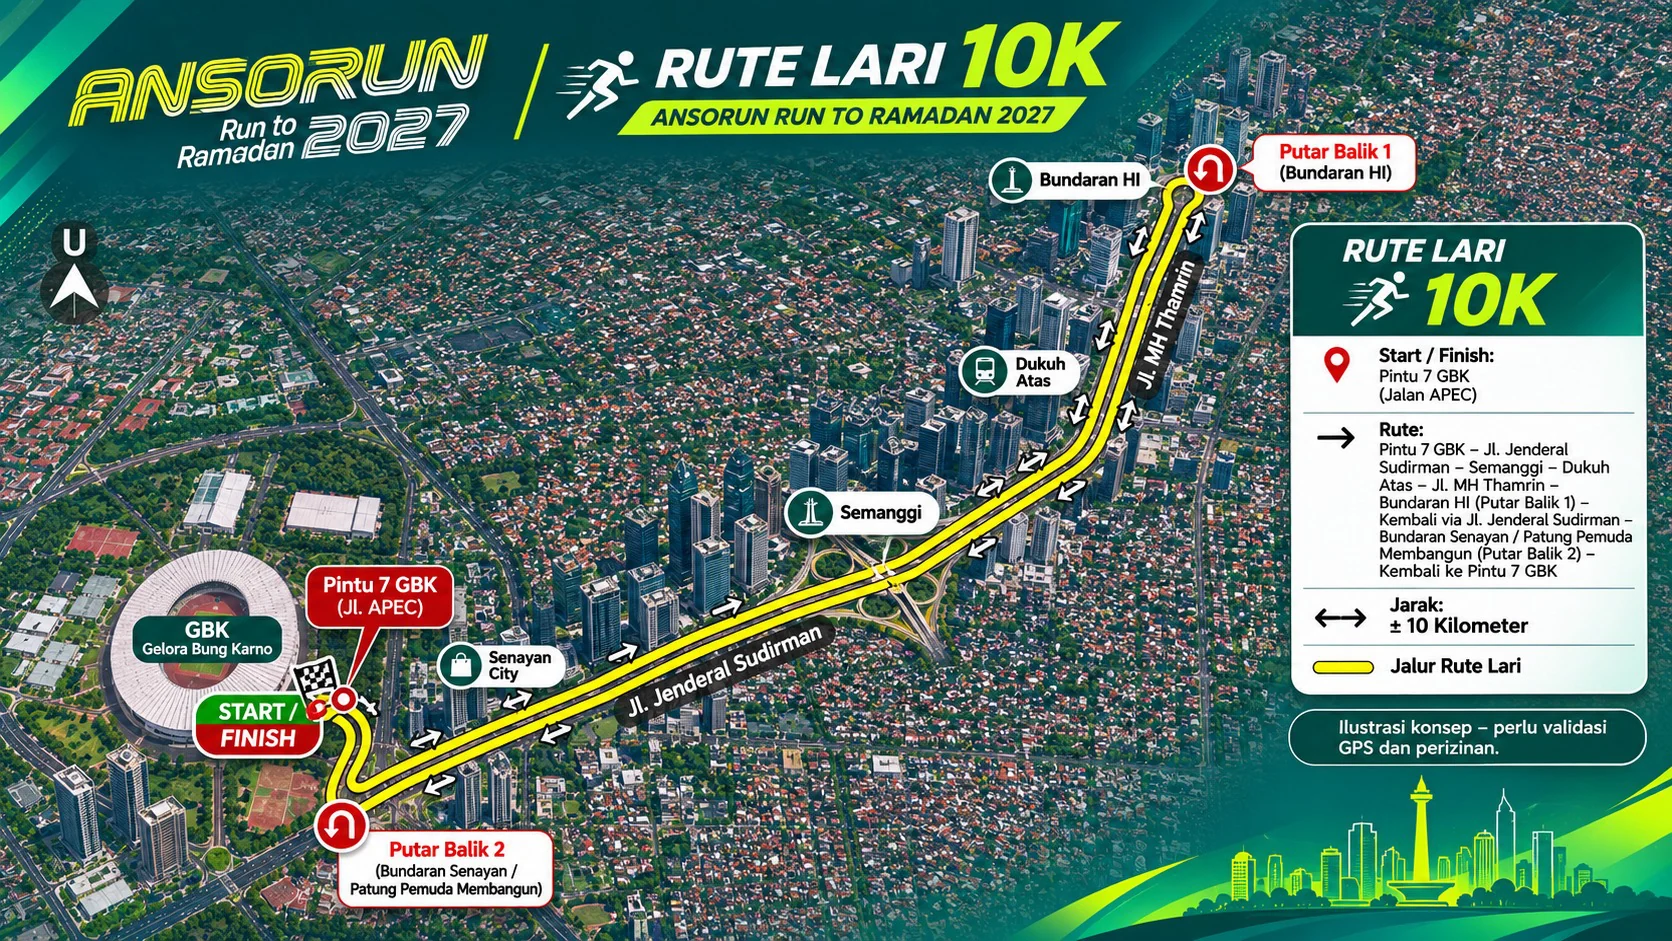 ANSORUN
Run to
Ramadan 2027
RUTE LARI 10K
ANSORUN RUN TO RAMADAN 2027
U
Bundaran HI
Putar Balik 1
(Bundaran HI)
Jl. MH Thamrin
Dukuh
Atas
Semanggi
Pintu 7 GBK
(Jl. APEC)
GBK
Gelora Bung Karno
Senayan
City
Jl. Jenderal Sudirman
START /
FINISH
Putar Balik 2
(Bundaran Senayan /
Patung Pemuda Membangun)
RUTE LARI
10K
Start / Finish:
Pintu 7 GBK
(Jalan APEC)
Rute:
Pintu 7 GBK – Jl. Jenderal
Sudirman – Semanggi – Dukuh
Atas – Jl. MH Thamrin –
Bundaran HI (Putar Balik 1) –
Kembali via Jl. Jenderal Sudirman –
Bundaran Senayan / Patung Pemuda
Membangun (Putar Balik 2) –
Kembali ke Pintu 7 GBK
Jarak:
± 10 Kilometer
Jalur Rute Lari
Ilustrasi konsep – perlu validasi
GPS dan perizinan.